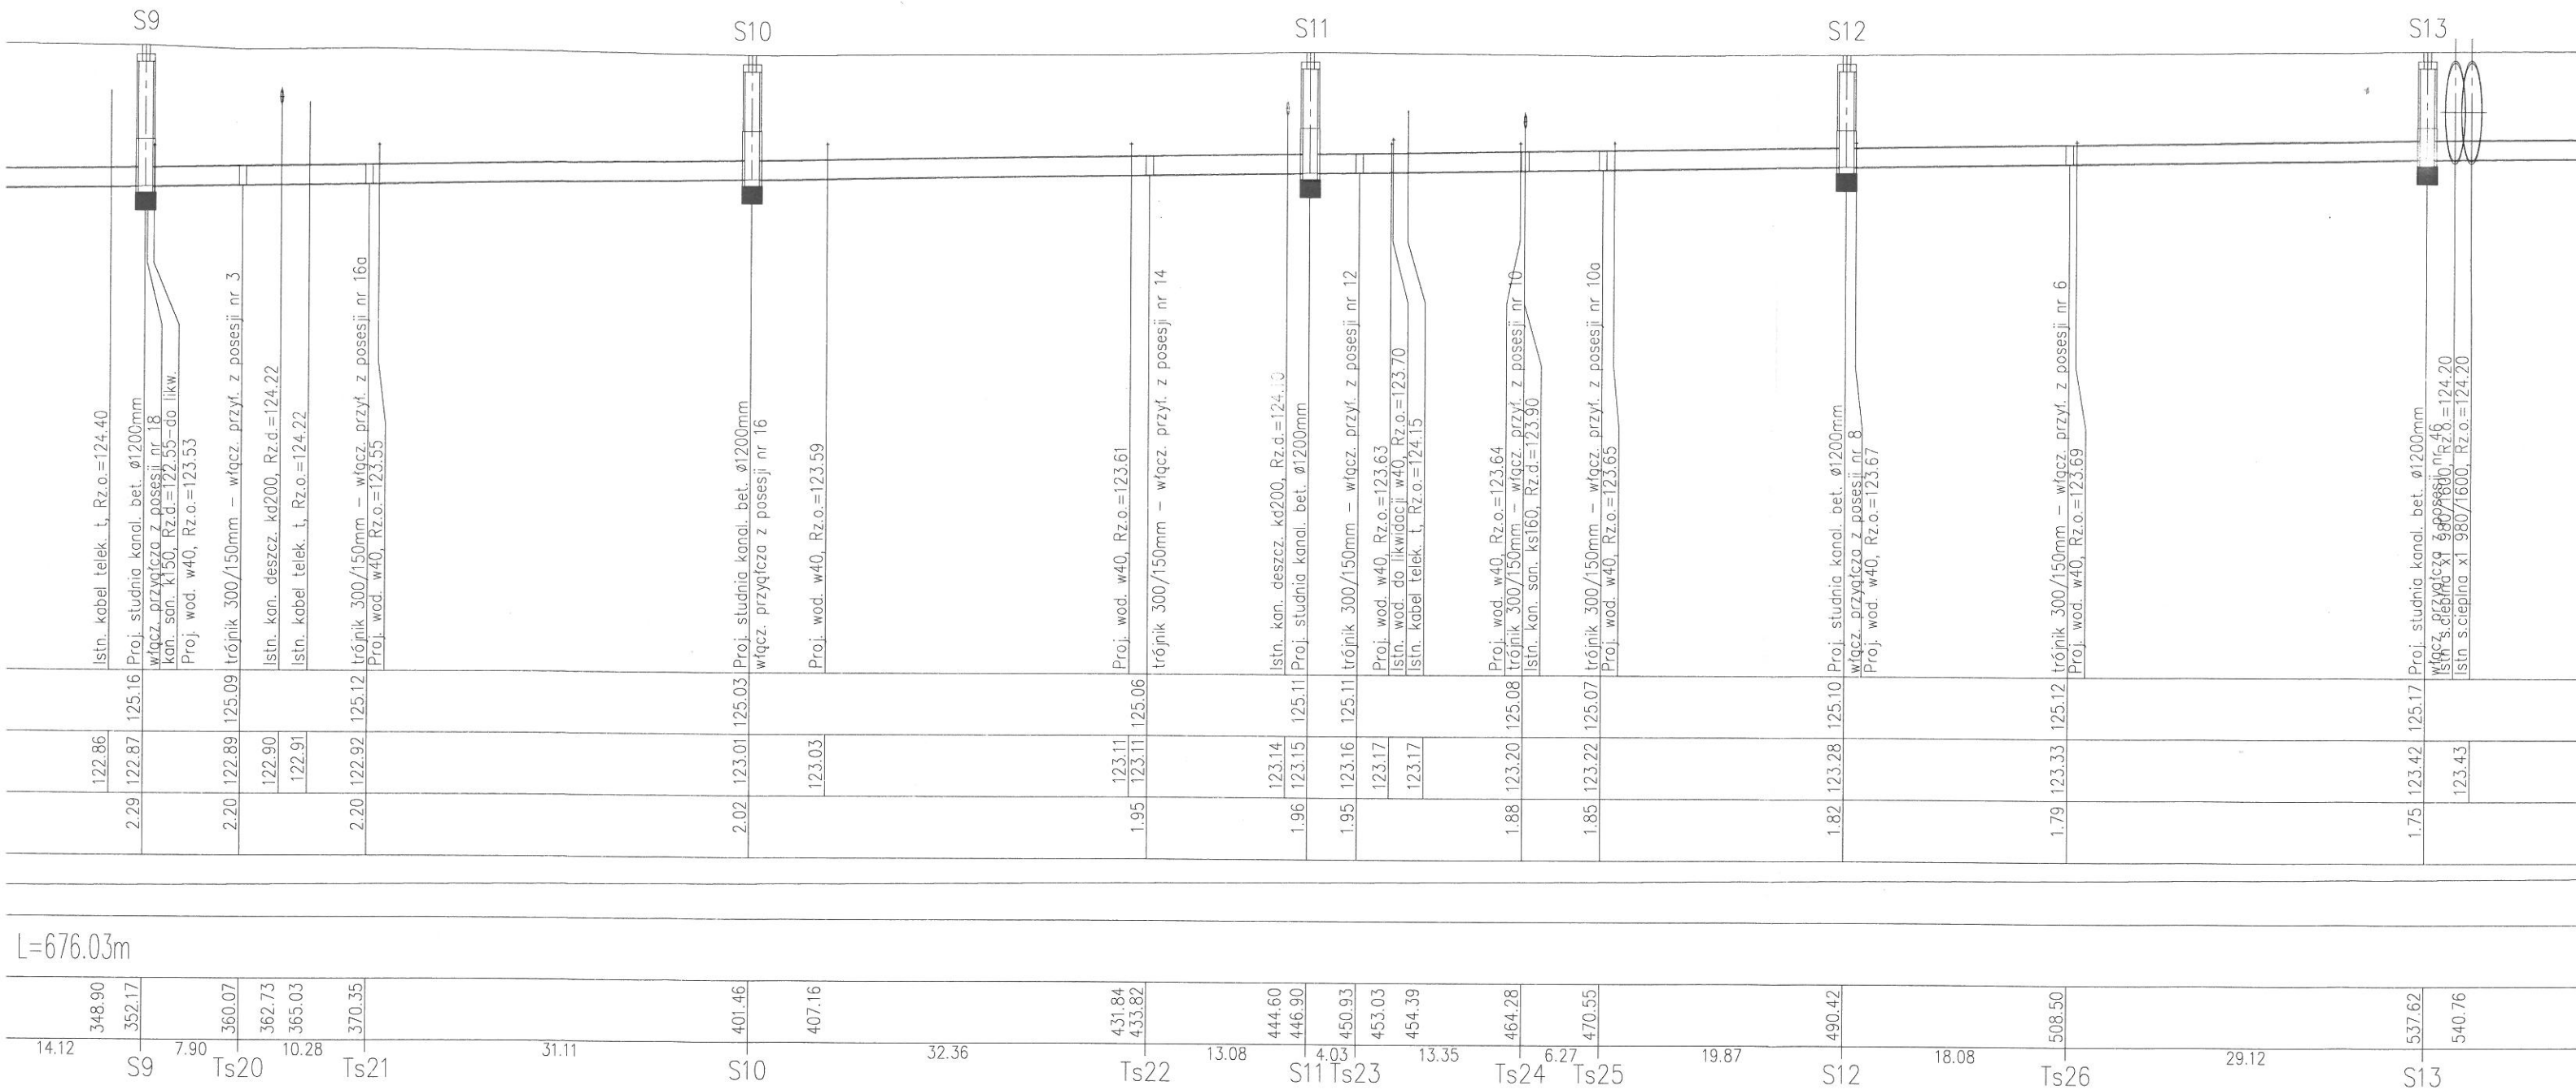 S9
S10
S11
S12
S13
Istn. kabel telek. t, Rz.o.=124.40
Proj. studnia kanal. bet. ø1200mm
włącz. przyłącza z posesji nr 18
kan. san. k150, Rz.d.=122.55-do likw.
Proj. wod. w40, Rz.o.=123.53
trójnik 300/150mm – włącz. przył. z posesji nr 3
Istn. kan. deszcz. kd200, Rz.d.=124.22
Istn. kabel telek. t, Rz.o.=124.22
trójnik 300/150mm – włącz. przył. z posesji nr 16a
Proj. wod. w40, Rz.o.=123.55
Proj. studnia kanal. bet. ø1200mm
włącz. przyłącza z posesji nr 16
Proj. wod. w40, Rz.o.=123.59
Proj. wod. w40, Rz.o.=123.61
trójnik 300/150mm – włącz. przył. z posesji nr 14
Istn. kan. deszcz. kd200, Rz.d.=124.10
Proj. studnia kanal. bet. ø1200mm
trójnik 300/150mm – włącz. przył. z posesji nr 12
Proj. wod. w40, Rz.o.=123.63
Istn. wod. do likwidacji w40, Rz.o.=123.70
Istn. kabel telek. t, Rz.o.=124.15
Proj. wod. w40, Rz.o.=123.64
trójnik 300/150mm – włącz. przył. z posesji nr 10
Istn. kan. san. ks160, Rz.d.=123.90
trójnik 300/150mm – włącz. przył. z posesji nr 10a
Proj. wod. w40, Rz.o.=123.65
Proj. studnia kanal. bet. ø1200mm
włącz. przyłącza z posesji nr 8
Proj. wod. w40, Rz.o.=123.67
trójnik 300/150mm – włącz. przył. z posesji nr 6
Proj. wod. w40, Rz.o.=123.69
Proj. studnia kanal. bet. ø1200mm
włącz. przyłącza z posesji nr 46
Istn s.cieplna x1 980/1600, Rz.o.=124.20
Istn s.cieplna x1 980/1600, Rz.o.=124.20
125.16
125.09
125.12
125.03
125.06
125.11
125.11
125.08
125.07
125.10
125.12
125.17
122.86
122.87
122.89
122.90
122.91
122.92
123.01
123.03
123.11
123.11
123.14
123.15
123.16
123.17
123.17
123.20
123.22
123.28
123.33
123.42
123.43
2.29
2.20
2.20
2.02
1.95
1.96
1.95
1.88
1.85
1.82
1.79
1.75
L=676.03m
348.90
352.17
360.07
362.73
365.03
370.35
401.46
407.16
431.84
433.82
444.60
446.90
450.93
453.03
454.39
464.28
470.55
490.42
508.50
537.62
540.76
14.12
7.90
10.28
31.11
32.36
13.08
4.03
13.35
6.27
19.87
18.08
29.12
S9
Ts20
Ts21
S10
Ts22
S11
Ts23
Ts24
Ts25
S12
Ts26
S13